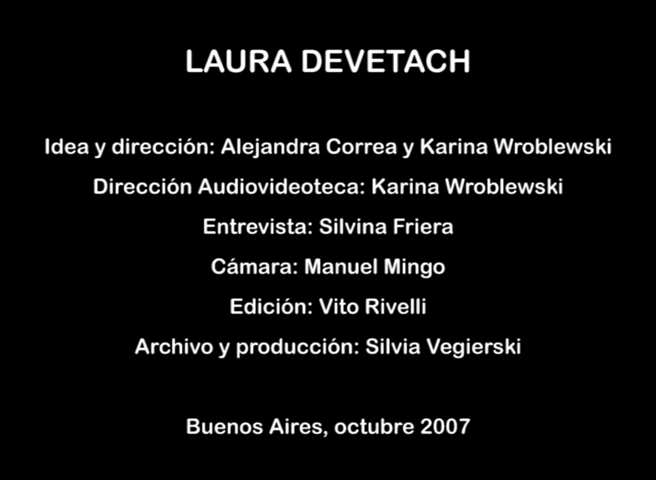 LAURA DEVETACH
Idea y dirección: Alejandra Correa y Karina Wroblewski
Dirección Audiovideoteca: Karina Wroblewski
Entrevista: Silvina Friera
Cámara: Manuel Mingo
Edición: Vito Rivelli
Archivo y producción: Silvia Vegierski
Buenos Aires, octubre 2007